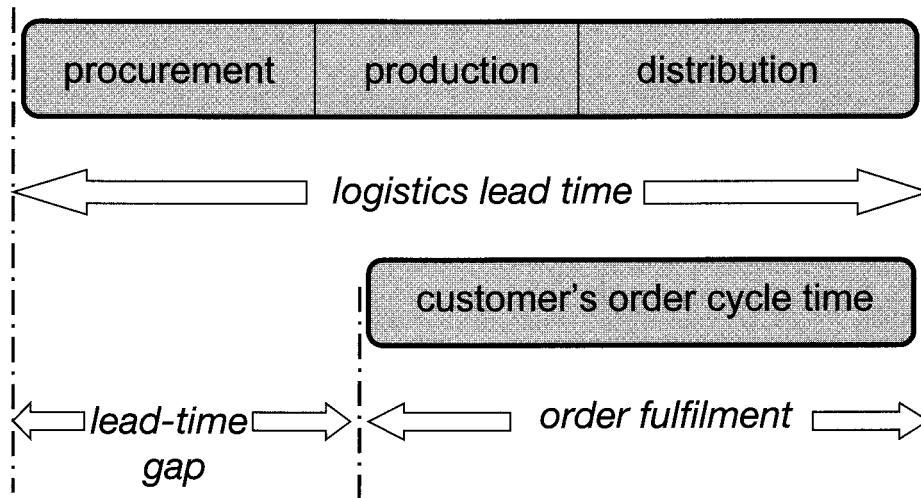 procurement production distribution
logistics lead time
customer's order cycle time
lead-time order fulfilment
gap